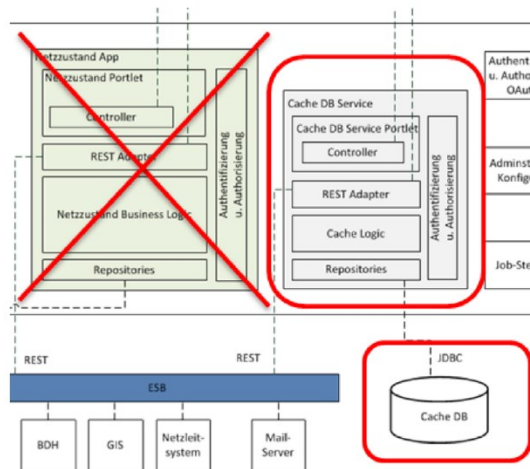 Netzzustand App
Netzzustand Portlet
Controller
REST Adapter
Netzzustand Business Logic
Repositories
Authentifizierung
u. Authorisierung
Cache DB Service
Cache DB Service Portlet
Controller
REST Adapter
Cache Logic
Repositories
Authentifizierung
u. Authorisierung
Authenti
u. Author
OAut
Adminst
Konfig
Job-Ste
REST
REST
JDBC
ESB
Cache DB
BDH
GIS
Netzleit-
system
Mail-
Server